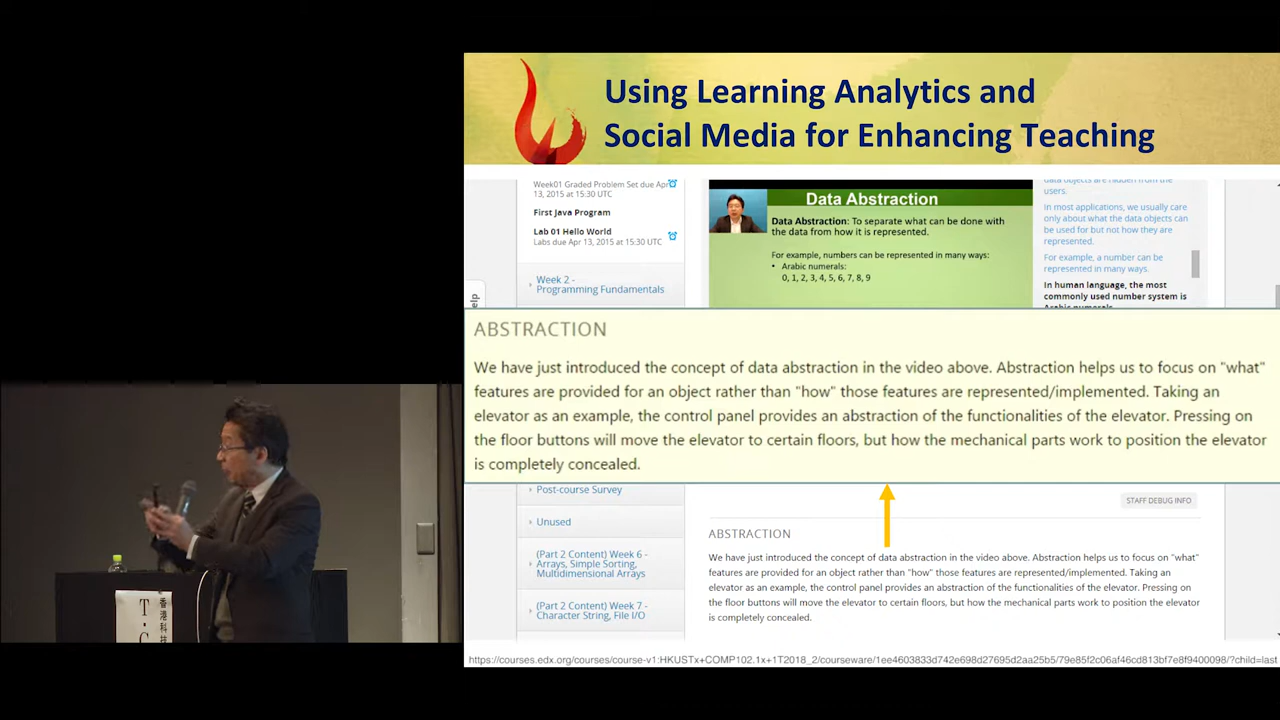 Using Learning Analytics and
Social Media for Enhancing Teaching
Week01 Graded Problem Set due Apr
13, 2015 at 15:30 UTC
First Java Program
Lab 01 Hello World
Labs due Apr 13, 2015 at 15:30 UTC
Week 2 -
Programming Fundamentals
Data Abstraction
Data Abstraction: To separate what can be done with
the data from how it is represented.
For example, numbers can be represented in many ways:
• Arabic numerals:
0, 1, 2, 3, 4, 5, 6, 7, 8, 9
data objects are hidden from the
users.
In most applications, we usually care
only about what the data objects can
be used for but not how they are
represented.
For example, a number can be
represented in many ways.
In human language, the most
commonly used number system is
Arabic numerals
ABSTRACTION
We have just introduced the concept of data abstraction in the video above. Abstraction helps us to focus on "what"
features are provided for an object rather than "how" those features are represented/implemented. Taking an
elevator as an example, the control panel provides an abstraction of the functionalities of the elevator. Pressing on
the floor buttons will move the elevator to certain floors, but how the mechanical parts work to position the elevator
is completely concealed.
Post-course Survey
Unused
(Part 2 Content) Week 6 -
Arrays, Simple Sorting,
Multidimensional Arrays
(Part 2 Content) Week 7 -
Character String, File I/O
STAFF DEBUG INFO
ABSTRACTION
We have just introduced the concept of data abstraction in the video above. Abstraction helps us to focus on "what"
features are provided for an object rather than "how" those features are represented/implemented. Taking an
elevator as an example, the control panel provides an abstraction of the functionalities of the elevator. Pressing on
the floor buttons will move the elevator to certain floors, but how the mechanical parts work to position the elevator
is completely concealed.
https://courses.edx.org/courses/course-v1:HKUSTx+COMP102.1x+1T2018_2/courseware/1ee4603833d742e698d27695d2aa25b5/79e85f2c06af46cd813bf7e8f9400098/?child=last
香港科技
T・C